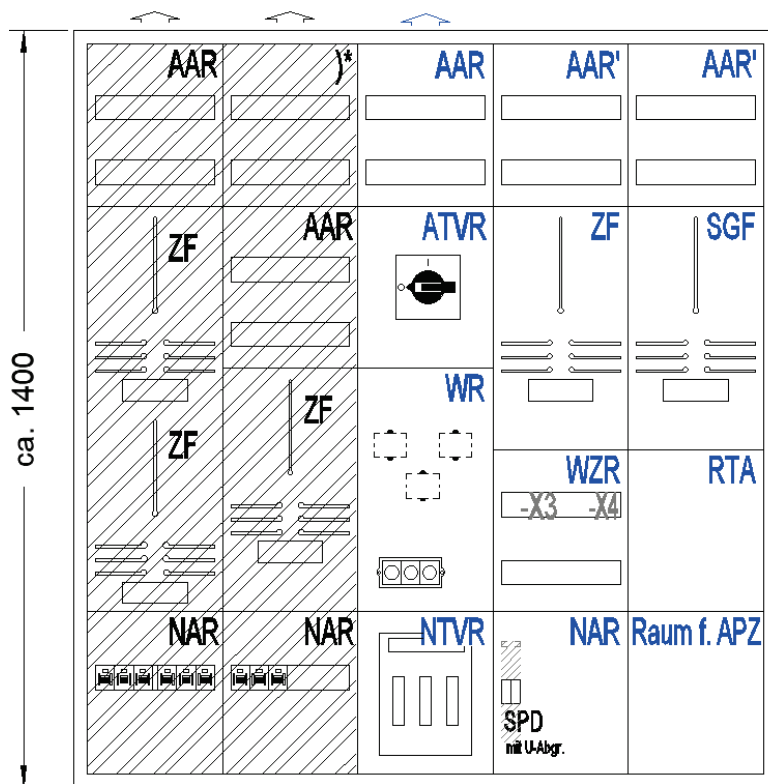 AAR )* AAR AAR' AAR'
ZF AAR ATVR ZF SGF
ca. 1400
ZF WR
ZF WZR RTA
-X3 -X4
NAR NAR NTVR NAR Raum f. APZ
SPD
mit U-Abgr.